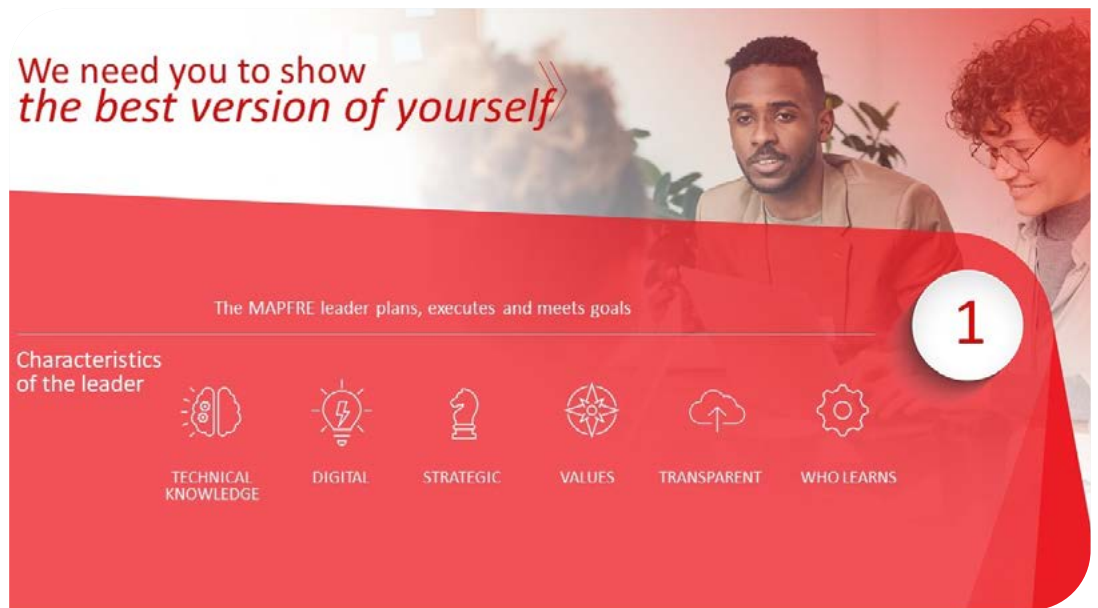 We need you to show
the best version of yourself
The MAPFRE leader plans, executes and meets goals
1
Characteristics
of the leader
TECHNICAL
KNOWLEDGE
DIGITAL
STRATEGIC
VALUES
TRANSPARENT
WHO LEARNS